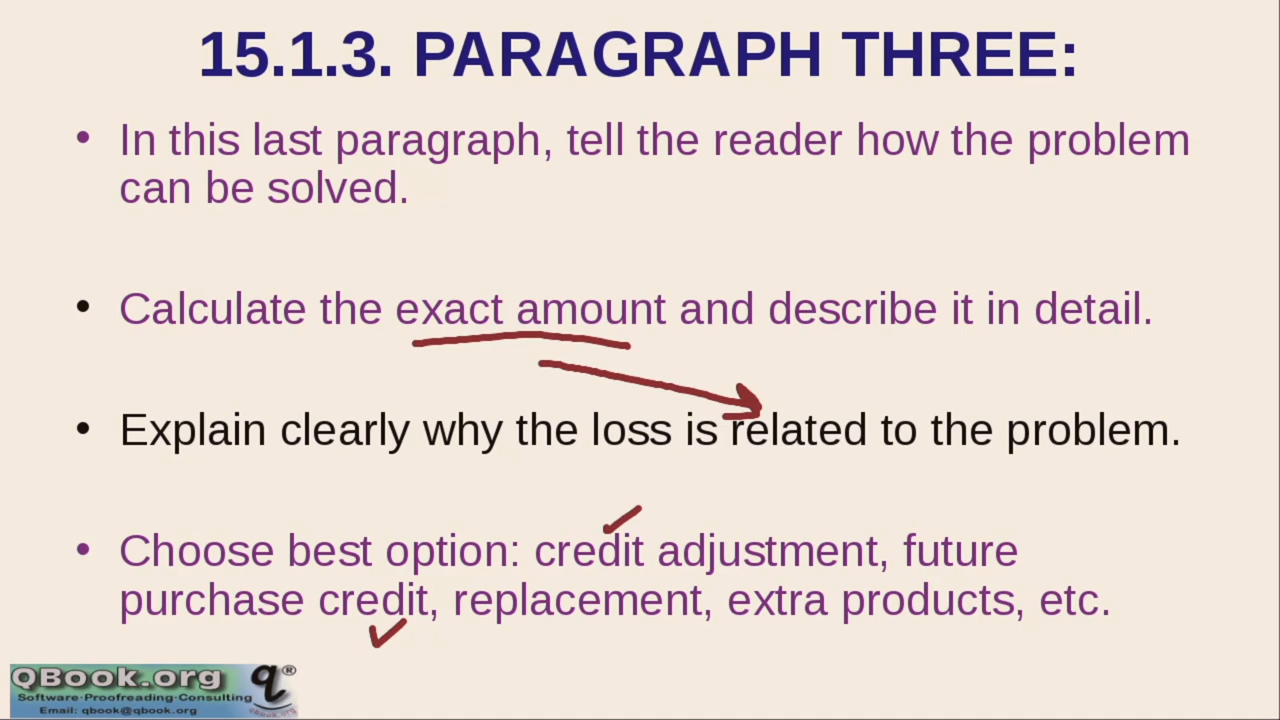 15.1.3. PARAGRAPH THREE:
• In this last paragraph, tell the reader how the problem
can be solved.
• Calculate the exact amount and describe it in detail.
• Explain clearly why the loss is related to the problem.
• Choose best option: credit adjustment, future
purchase credit, replacement, extra products, etc.
QBook.org q®
Software·Proofreading·Consulting
Email: qbook@qbook.org qbook.org